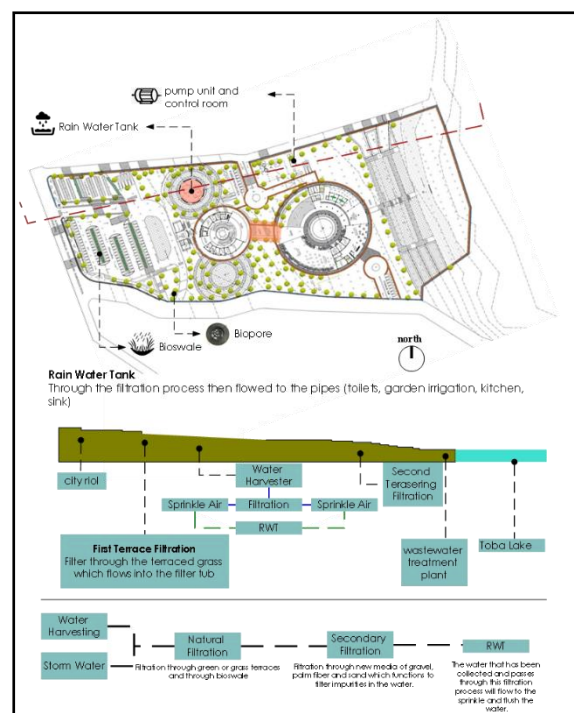 pump unit and
control room
Rain Water Tank
Bioswale
Biopore
north
Rain Water Tank
Through the filtration process then flowed to the pipes (toilets, garden irrigation, kitchen,
sink)
city riol
Water
Harvester
Second
Terasering
Filtration
Sprinkle Air
Filtration
Sprinkle Air
RWT
First Terrace Filtration
Filter through the terraced grass
which flows into the filter tub
wastewater
treatment
plant
Toba Lake
Water
Harvesting
Storm Water
Natural
Filtration
Filtration through green or grass terraces
and through bioswale
Secondary
Filtration
Filtration through new media of gravel,
palm fiber and sand which functions to
filter impurities in the water.
RWT
The water that has been
collected and passes
through this filtration
process will flow to the
sprinkle and flush the
water.